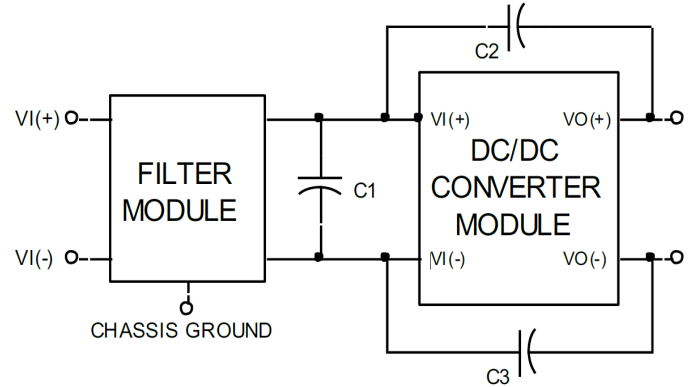 C2
VI(+)
VI(+)
VO(+)
FILTER
MODULE
C1
DC/DC
CONVERTER
MODULE
VI(-)
VI(-)
VO(-)
CHASSIS GROUND
C3